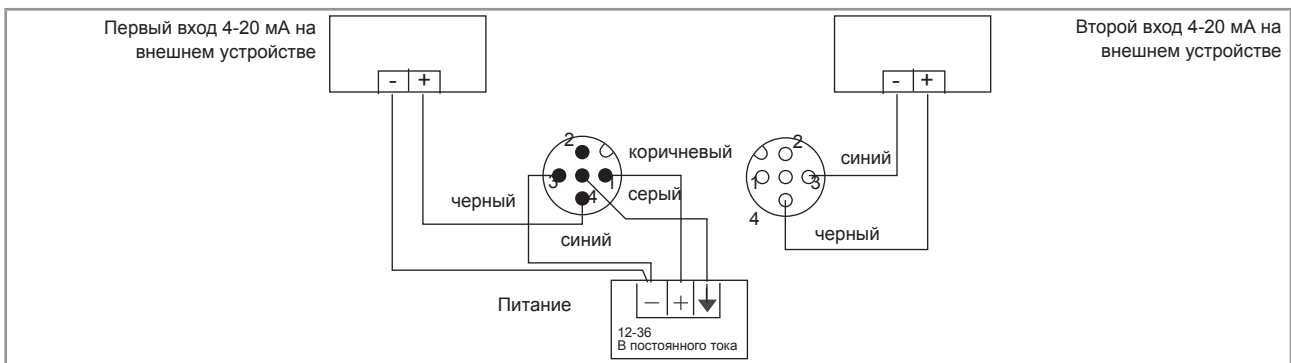 Первый вход 4-20 мА на
внешнем устройстве
- +
Второй вход 4-20 мА на
внешнем устройстве
- +
2
3
1
4
коричневый
серый
черный
синий
2
1
3
4
синий
черный
Питание
− +
12-36
В постоянного тока